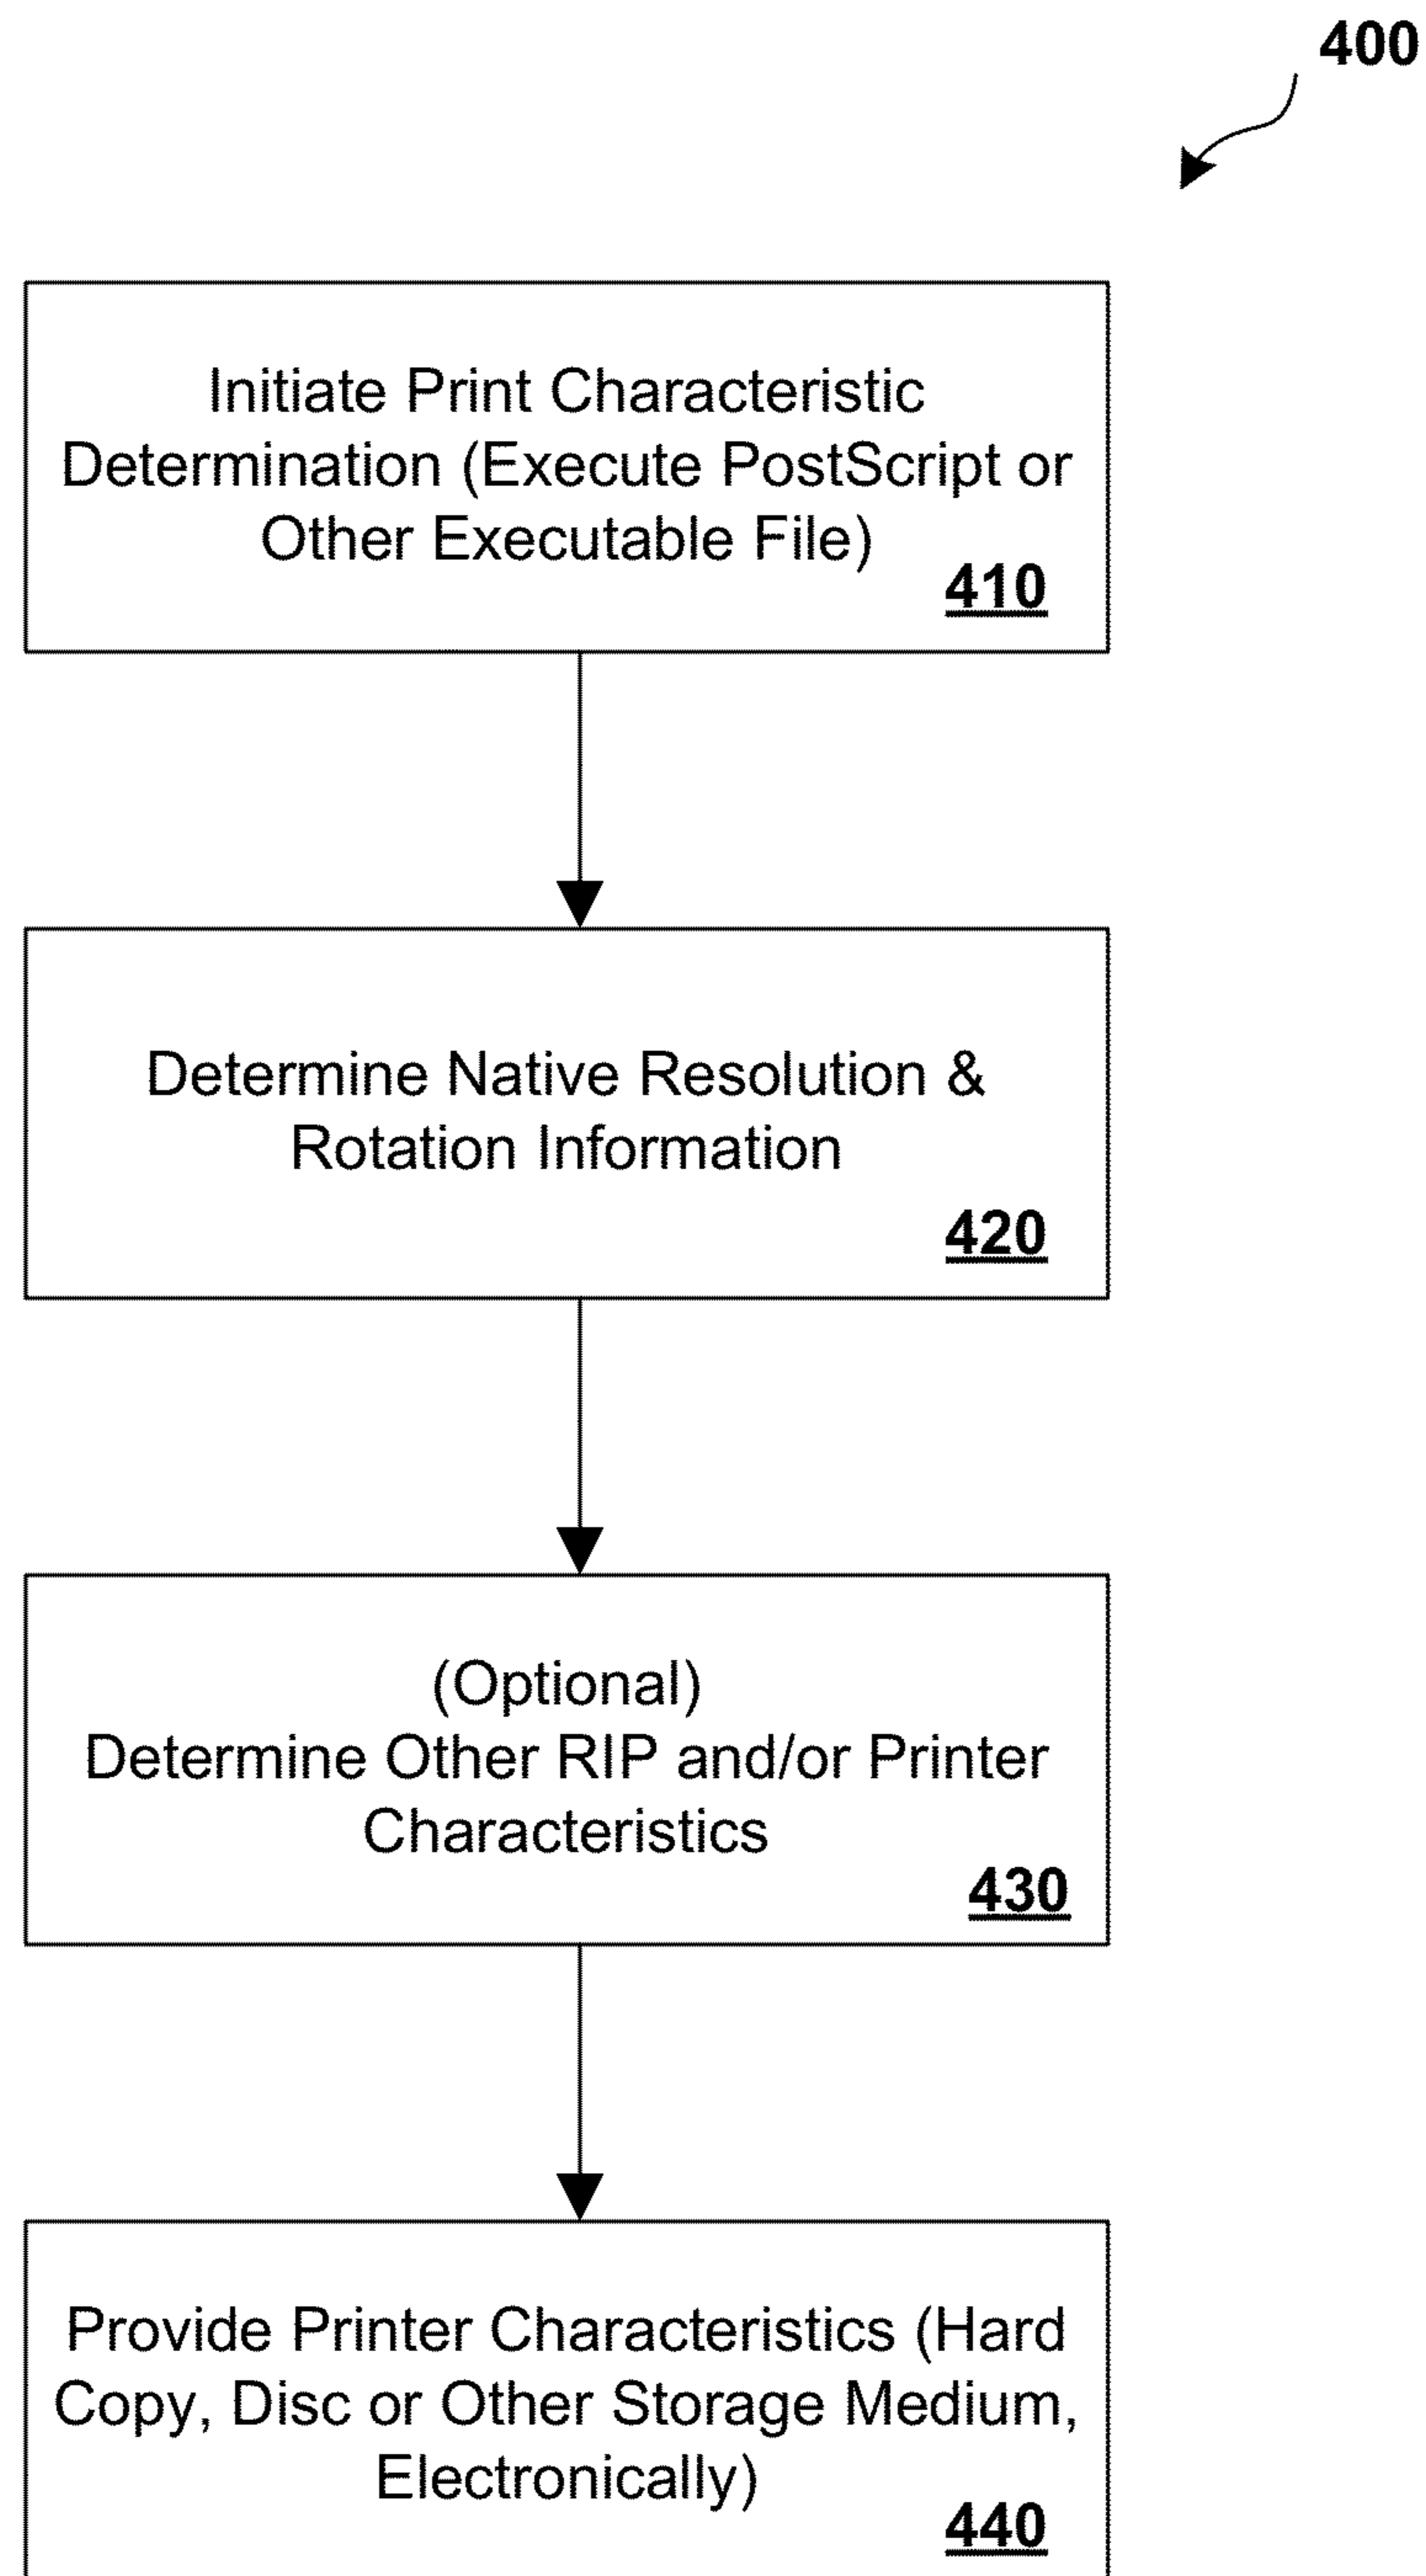 400
Initiate Print Characteristic
Determination (Execute PostScript or
Other Executable File)
410
Determine Native Resolution &
Rotation Information
420
(Optional)
Determine Other RIP and/or Printer
Characteristics
430
Provide Printer Characteristics (Hard
Copy, Disc or Other Storage Medium,
Electronically)
440